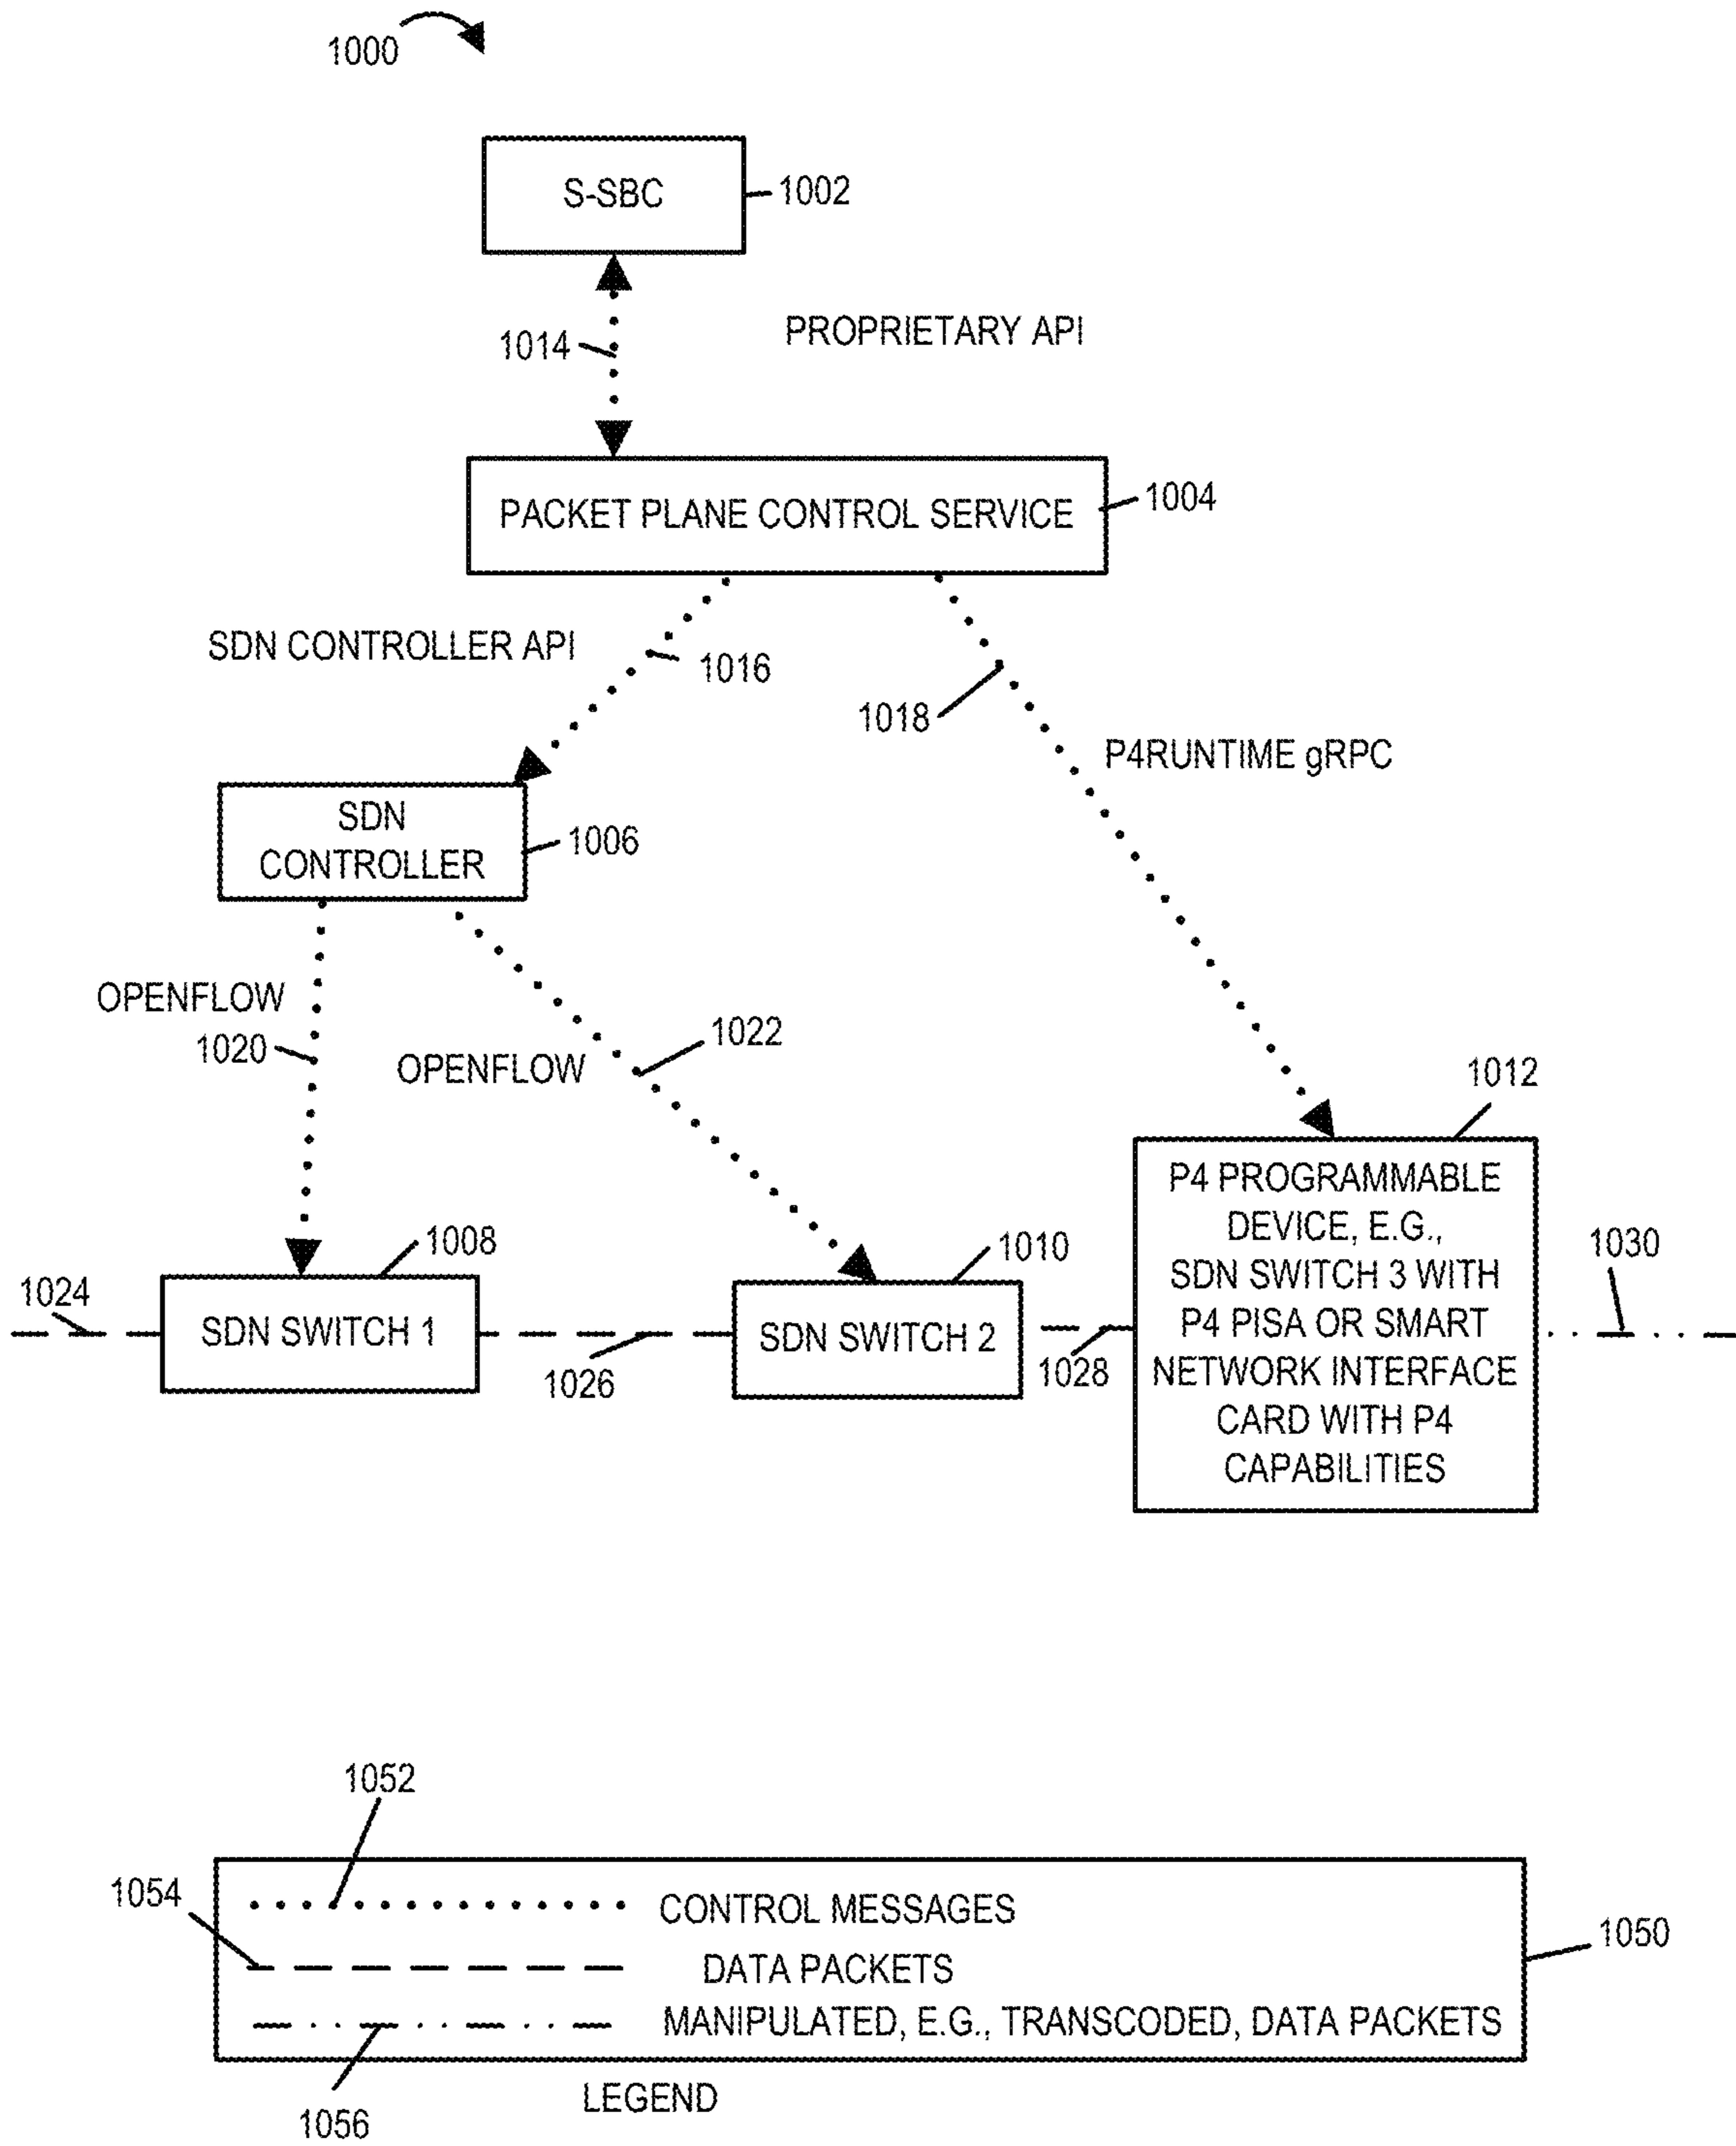 1000
S-SBC
1002
1014
PROPRIETARY API
PACKET PLANE CONTROL SERVICE
1004
SDN CONTROLLER API
1016
1018
P4RUNTIME gRPC
SDN
CONTROLLER
1006
OPENFLOW
1020
OPENFLOW
1022
1012
1008
1010
1024
SDN SWITCH 1
1026
SDN SWITCH 2
1028
P4 PROGRAMMABLE
DEVICE, E.G.,
SDN SWITCH 3 WITH
P4 PISA OR SMART
NETWORK INTERFACE
CARD WITH P4
CAPABILITIES
1030
1052
1054
CONTROL MESSAGES
DATA PACKETS
MANIPULATED, E.G., TRANSCODED, DATA PACKETS
1050
1056
LEGEND